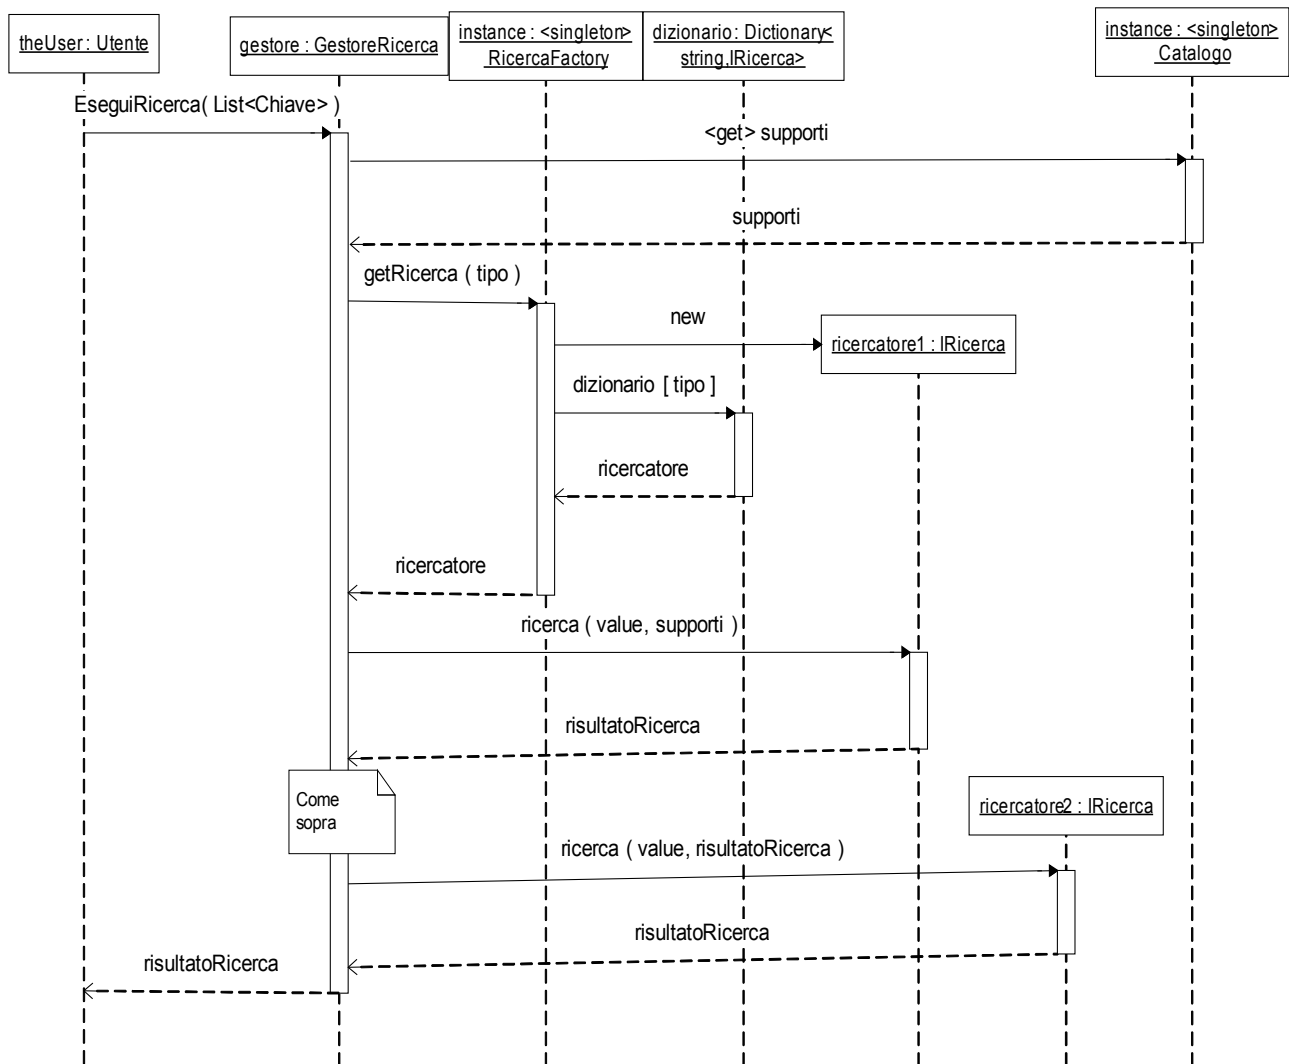 theUser : Utente
gestore : GestoreRicerca
instance : <singleton>
RicercaFactory
dizionario: Dictionary<
string,IRicerca>
instance : <singleton>
Catalogo
EseguiRicerca( List<Chiave> )
<get> supporti
supporti
getRicerca ( tipo )
new
ricercatore1 : IRicerca
dizionario [ tipo ]
ricercatore
ricercatore
ricerca ( value, supporti )
risultatoRicerca
Come
sopra
ricercatore2 : IRicerca
ricerca ( value, risultatoRicerca )
risultatoRicerca
risultatoRicerca